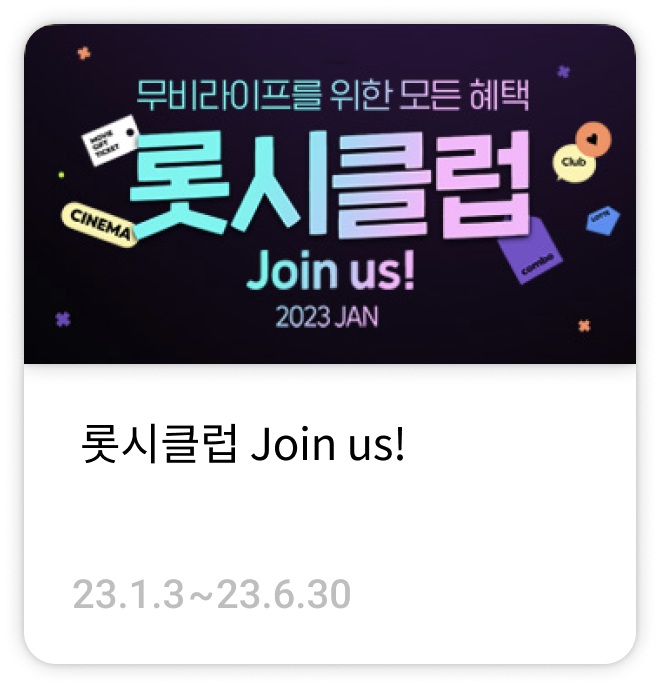 무비라이프를 위한 모든 혜택
MOVIE
GIFT
TICKET
롯시클럽
Club
CINEMA
LOTTE
combo
Join us!
2023 JAN
롯시클럽 Join us!
23.1.3~23.6.30